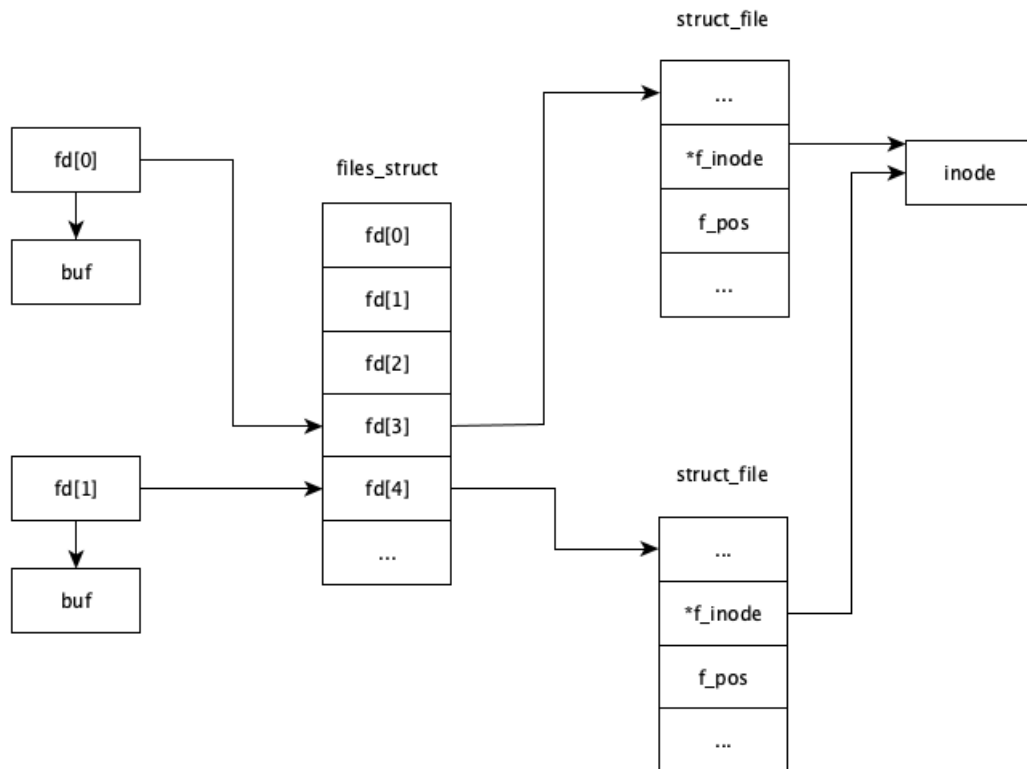 struct_file
...
*f_inode
f_pos
...
inode
fd[0]
buf
files_struct
fd[0]
fd[1]
fd[2]
fd[3]
fd[4]
...
fd[1]
buf
struct_file
...
*f_inode
f_pos
...